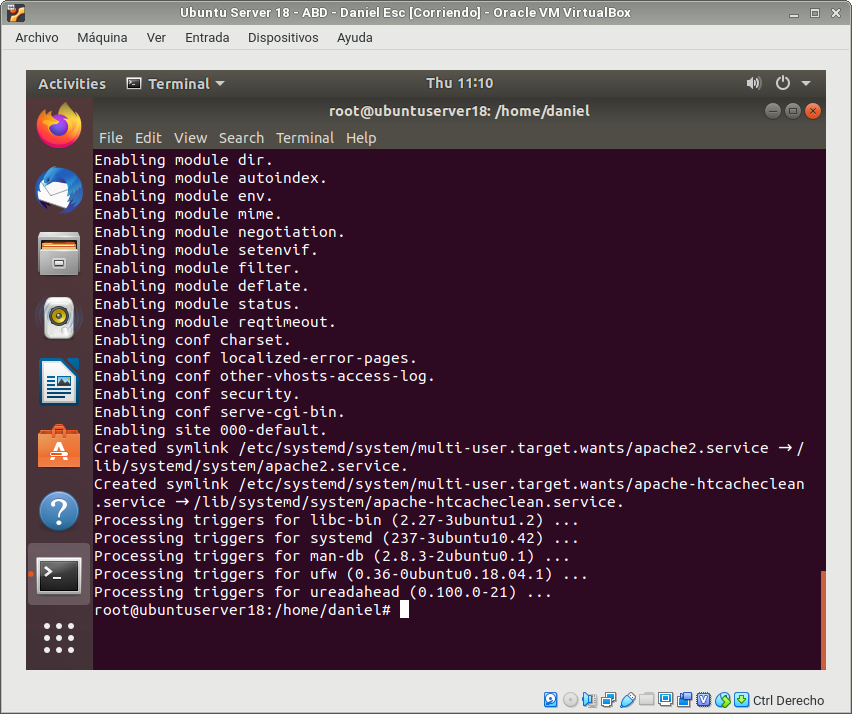 Ubuntu Server 18 - ABD - Daniel Esc [Corriendo] - Oracle VM VirtualBox
Archivo Máquina Ver Entrada Dispositivos Ayuda
Activities Terminal Thu 11:10
root@ubuntuserver18: /home/daniel
File Edit View Search Terminal Help
Enabling module dir.
Enabling module autoindex.
Enabling module env.
Enabling module mime.
Enabling module negotiation.
Enabling module setenvif.
Enabling module filter.
Enabling module deflate.
Enabling module status.
Enabling module reqtimeout.
Enabling conf charset.
Enabling conf localized-error-pages.
Enabling conf other-vhosts-access-log.
Enabling conf security.
Enabling conf serve-cgi-bin.
Enabling site 000-default.
Created symlink /etc/systemd/system/multi-user.target.wants/apache2.service → /
lib/systemd/system/apache2.service.
Created symlink /etc/systemd/system/multi-user.target.wants/apache-htcacheclean
.service → /lib/systemd/system/apache-htcacheclean.service.
Processing triggers for libc-bin (2.27-3ubuntu1.2) ...
Processing triggers for systemd (237-3ubuntu10.42) ...
Processing triggers for man-db (2.8.3-2ubuntu0.1) ...
Processing triggers for ufw (0.36-0ubuntu0.18.04.1) ...
Processing triggers for ureadahead (0.100.0-21) ...
root@ubuntuserver18:/home/daniel#
Ctrl Derecho